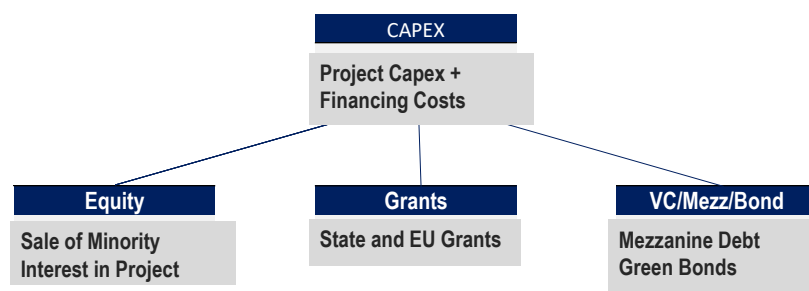 CAPEX
Project Capex +
Financing Costs
Equity
Sale of Minority
Interest in Project
Grants
State and EU Grants
VC/Mezz/Bond
Mezzanine Debt
Green Bonds